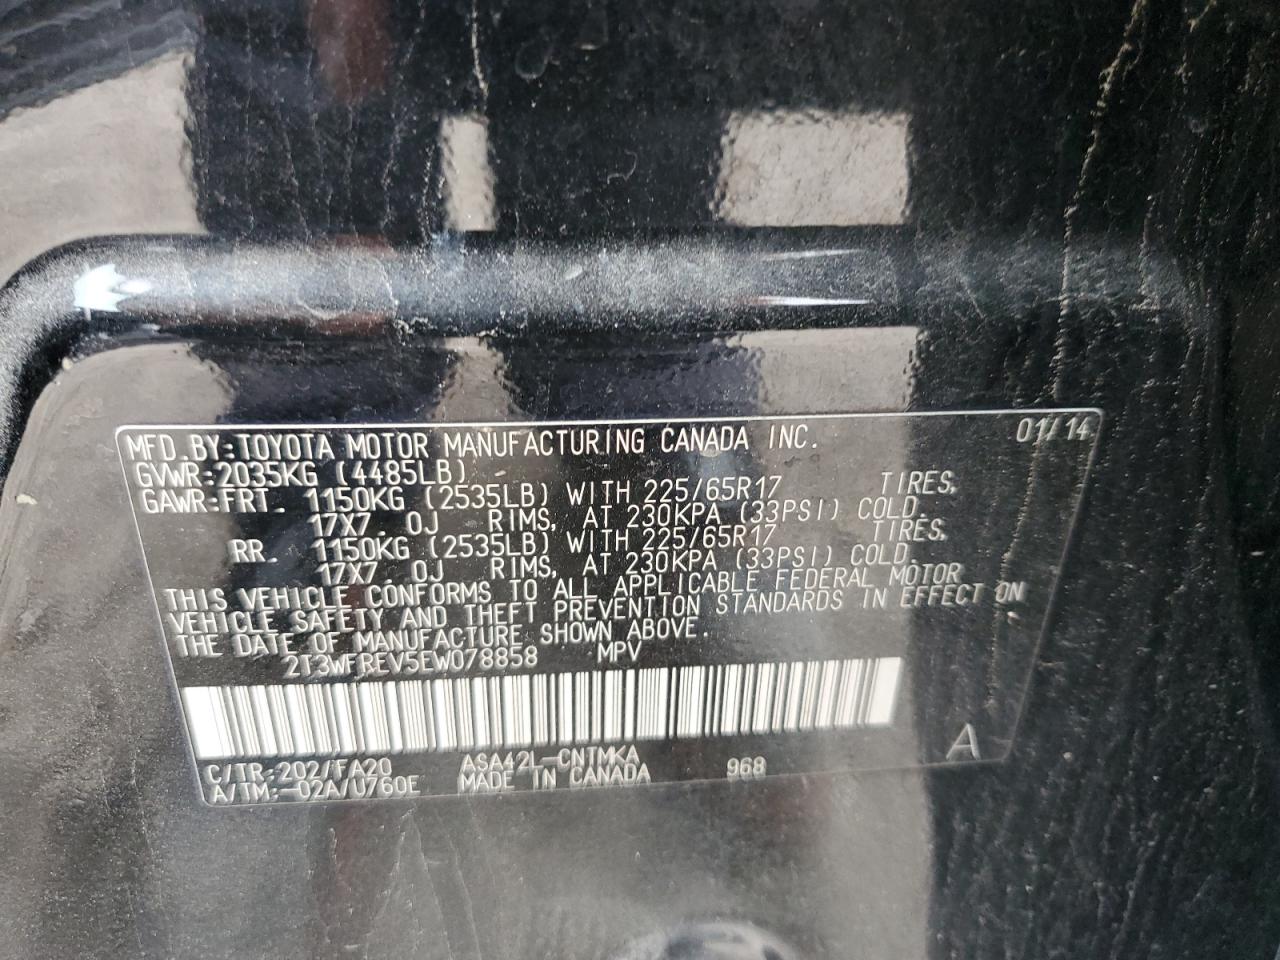 MFD.BY:TOYOTA MOTOR MANUFACTURING CANADA INC. 01/14
GVWR:2035KG (4485LB)
GAWR:FRT. 1150KG (2535LB) WITH 225/65R17 TIRES,
17X7.0J RIMS, AT 230KPA (33PSI) COLD.
RR. 1150KG (2535LB) WITH 225/65R17 TIRES,
17X7.0J RIMS, AT 230KPA (33PSI) COLD.
THIS VEHICLE CONFORMS TO ALL APPLICABLE FEDERAL MOTOR
VEHICLE SAFETY AND THEFT PREVENTION STANDARDS IN EFFECT ON
THE DATE OF MANUFACTURE SHOWN ABOVE.
2T3WFREV5EW078858 MPV
C/TR:202/FA20 ASA42L-CNTMKA 968 A
A/TM:-02A/U760E MADE IN CANADA